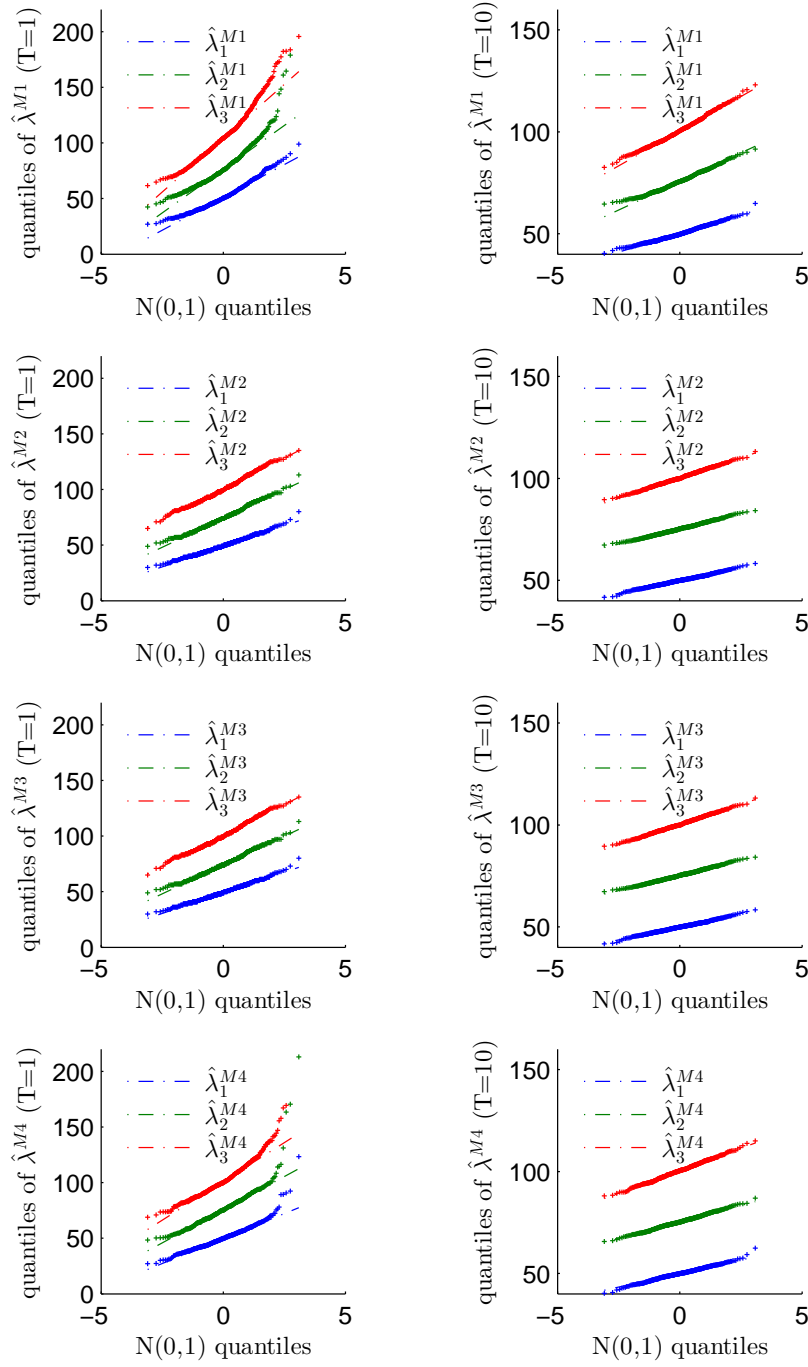 quantiles of λ̂^{M1} (T=1)
200
150
100
50
0
λ̂_1^{M1}
λ̂_2^{M1}
λ̂_3^{M1}
−5 0 5
N(0,1) quantiles
quantiles of λ̂^{M1} (T=10)
150
100
50
λ̂_1^{M1}
λ̂_2^{M1}
λ̂_3^{M1}
−5 0 5
N(0,1) quantiles
quantiles of λ̂^{M2} (T=1)
200
150
100
50
0
λ̂_1^{M2}
λ̂_2^{M2}
λ̂_3^{M2}
−5 0 5
N(0,1) quantiles
quantiles of λ̂^{M2} (T=10)
150
100
50
λ̂_1^{M2}
λ̂_2^{M2}
λ̂_3^{M2}
−5 0 5
N(0,1) quantiles
quantiles of λ̂^{M3} (T=1)
200
150
100
50
0
λ̂_1^{M3}
λ̂_2^{M3}
λ̂_3^{M3}
−5 0 5
N(0,1) quantiles
quantiles of λ̂^{M3} (T=10)
150
100
50
λ̂_1^{M3}
λ̂_2^{M3}
λ̂_3^{M3}
−5 0 5
N(0,1) quantiles
quantiles of λ̂^{M4} (T=1)
200
150
100
50
0
λ̂_1^{M4}
λ̂_2^{M4}
λ̂_3^{M4}
−5 0 5
N(0,1) quantiles
quantiles of λ̂^{M4} (T=10)
150
100
50
λ̂_1^{M4}
λ̂_2^{M4}
λ̂_3^{M4}
−5 0 5
N(0,1) quantiles